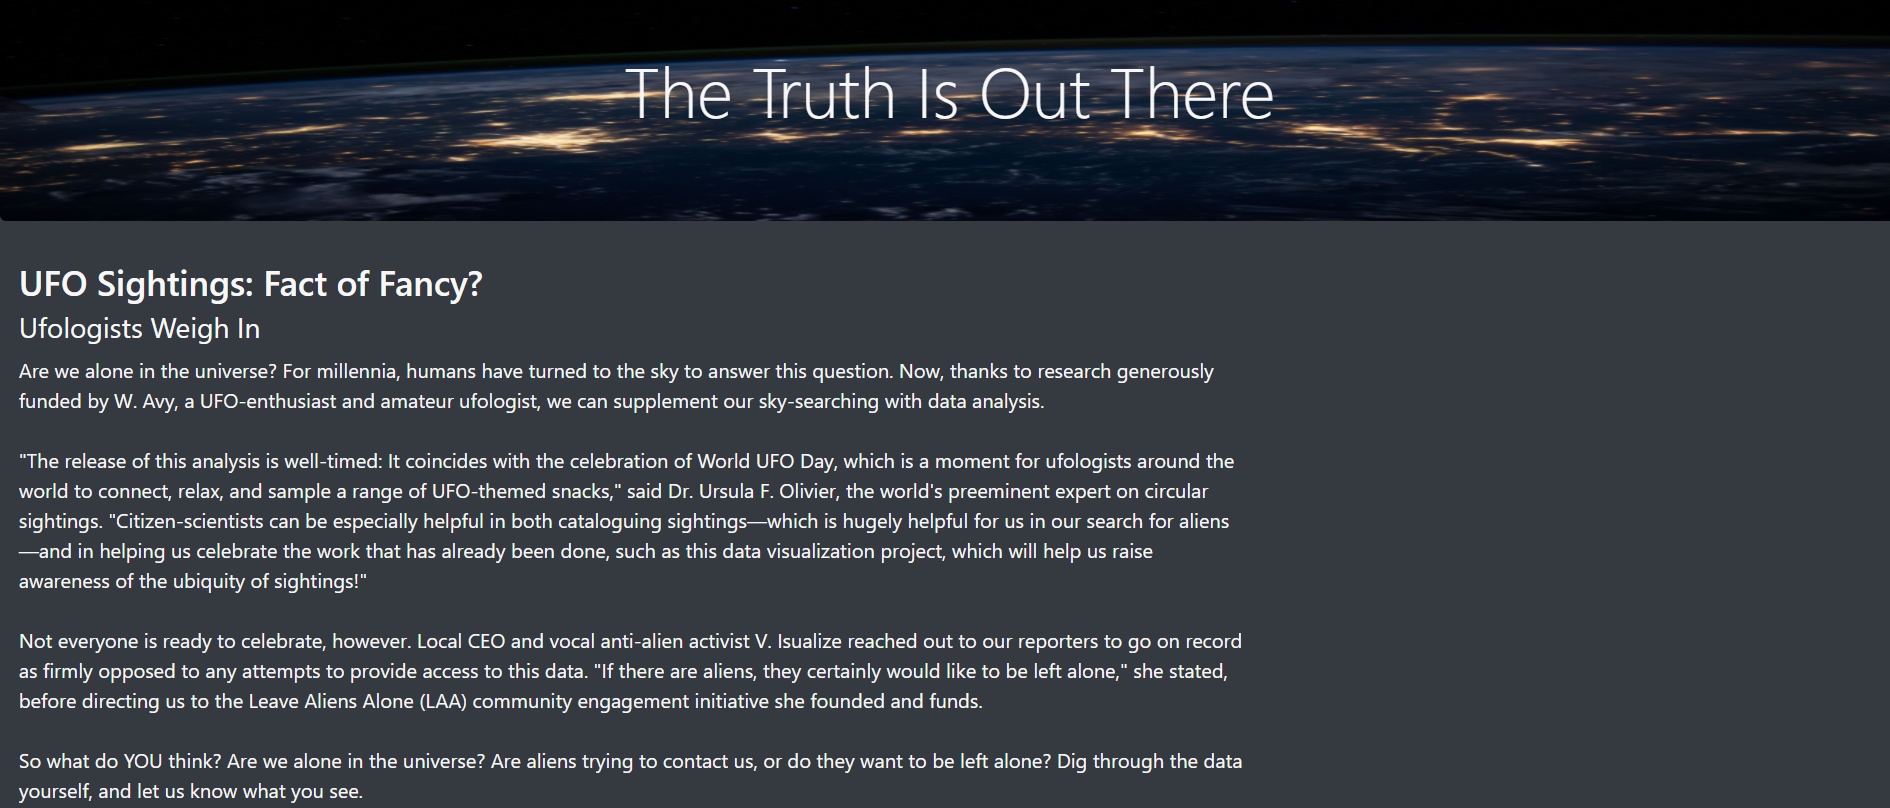 The Truth Is Out There
UFO Sightings: Fact of Fancy?
Ufologists Weigh In
Are we alone in the universe? For millennia, humans have turned to the sky to answer this question. Now, thanks to research generously
funded by W. Avy, a UFO-enthusiast and amateur ufologist, we can supplement our sky-searching with data analysis.
"The release of this analysis is well-timed: It coincides with the celebration of World UFO Day, which is a moment for ufologists around the
world to connect, relax, and sample a range of UFO-themed snacks," said Dr. Ursula F. Olivier, the world's preeminent expert on circular
sightings. "Citizen-scientists can be especially helpful in both cataloguing sightings—which is hugely helpful for us in our search for aliens
—and in helping us celebrate the work that has already been done, such as this data visualization project, which will help us raise
awareness of the ubiquity of sightings!"
Not everyone is ready to celebrate, however. Local CEO and vocal anti-alien activist V. Isualize reached out to our reporters to go on record
as firmly opposed to any attempts to provide access to this data. "If there are aliens, they certainly would like to be left alone," she stated,
before directing us to the Leave Aliens Alone (LAA) community engagement initiative she founded and funds.
So what do YOU think? Are we alone in the universe? Are aliens trying to contact us, or do they want to be left alone? Dig through the data
yourself, and let us know what you see.